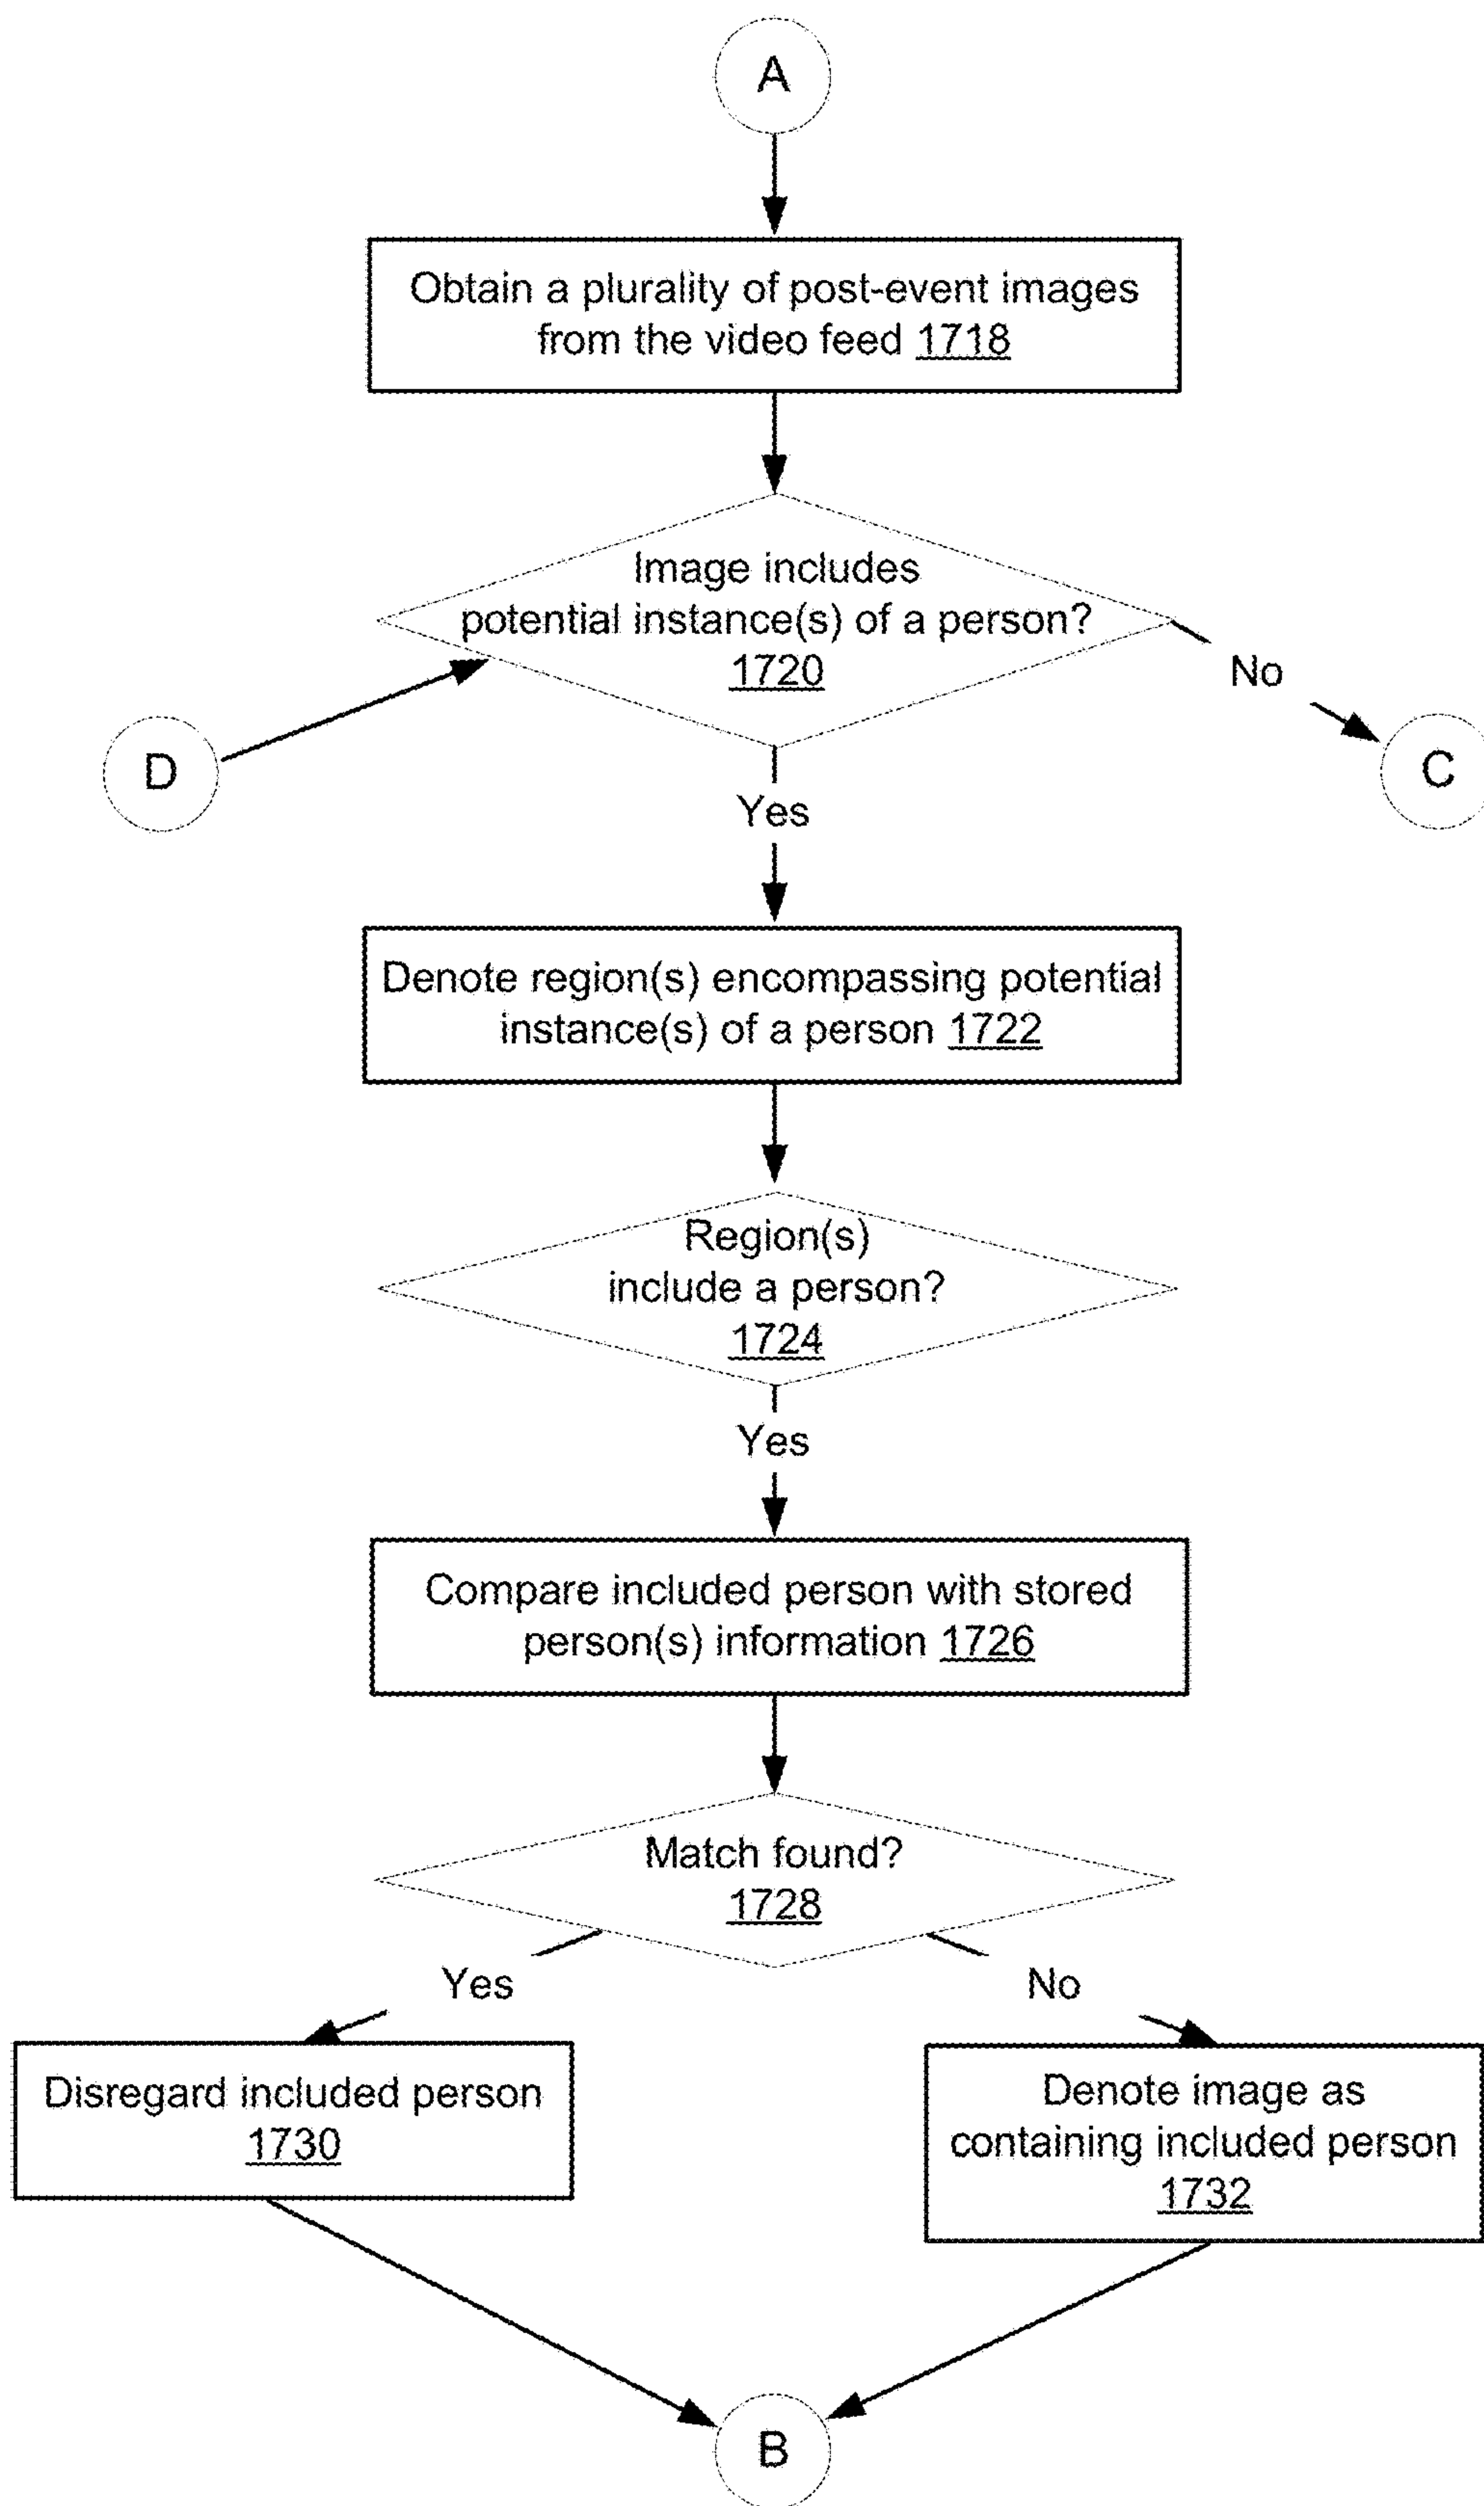 A
Obtain a plurality of post-event images
from the video feed 1718
Image includes
potential instance(s) of a person?
1720
No
D
C
Yes
Denote region(s) encompassing potential
instance(s) of a person 1722
Region(s)
include a person?
1724
Yes
Compare included person with stored
person(s) information 1726
Match found?
1728
Yes
No
Disregard included person
1730
Denote image as
containing included person
1732
B